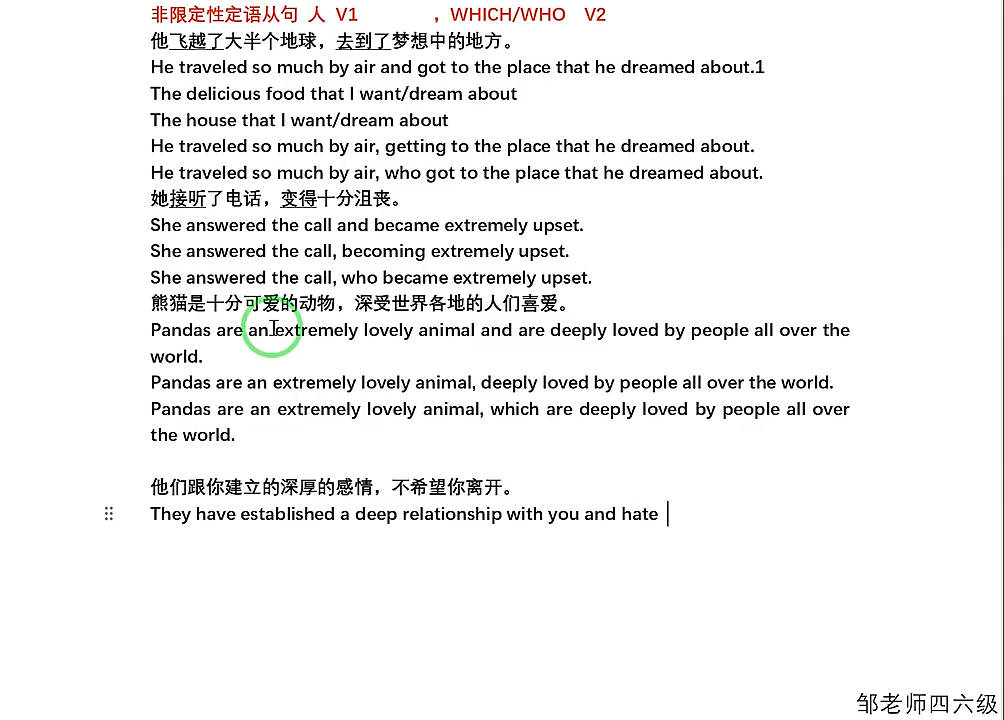 非限定性定语从句 人 V1 ，WHICH/WHO V2
他飞越了大半个地球，去到了梦想中的地方。
He traveled so much by air and got to the place that he dreamed about.1
The delicious food that I want/dream about
The house that I want/dream about
He traveled so much by air, getting to the place that he dreamed about.
He traveled so much by air, who got to the place that he dreamed about.
她接听了电话，变得十分沮丧。
She answered the call and became extremely upset.
She answered the call, becoming extremely upset.
She answered the call, who became extremely upset.
熊猫是十分可爱的动物，深受世界各地的人们喜爱。
Pandas are an extremely lovely animal and are deeply loved by people all over the
world.
Pandas are an extremely lovely animal, deeply loved by people all over the world.
Pandas are an extremely lovely animal, which are deeply loved by people all over
the world.
他们跟你建立的深厚的感情，不希望你离开。
They have established a deep relationship with you and hate
邹老师四六级